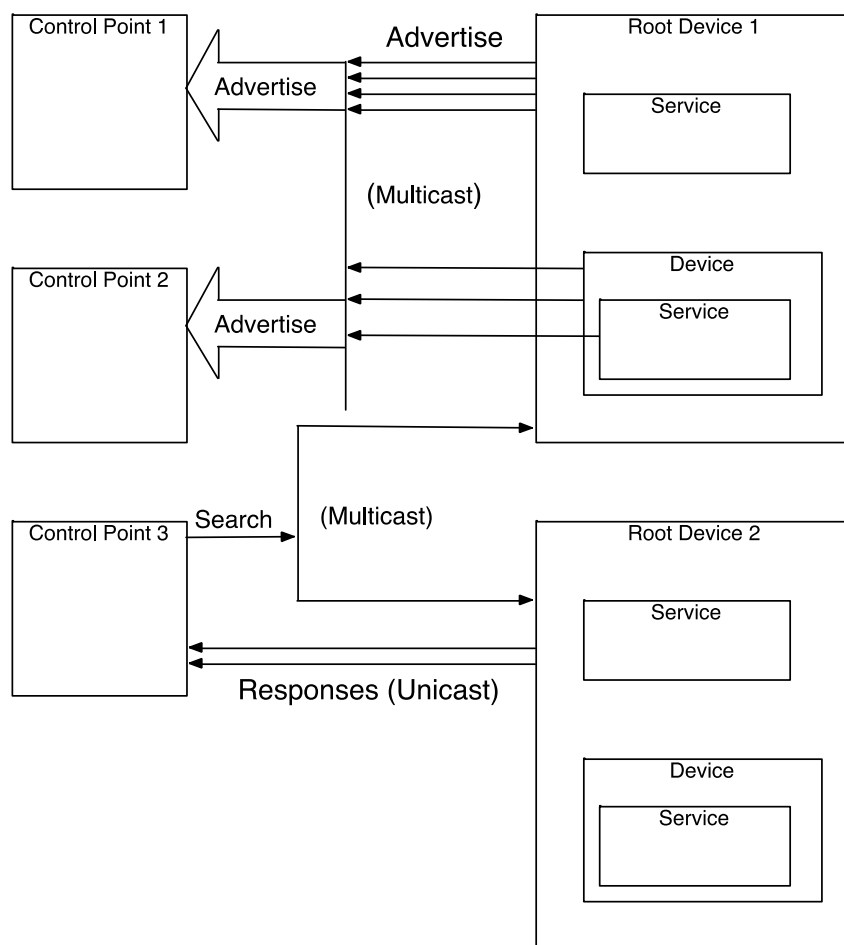 Control Point 1
Advertise
Root Device 1
Advertise
Service
(Multicast)
Control Point 2
Device
Advertise
Service
Control Point 3
Search
(Multicast)
Root Device 2
Service
Responses (Unicast)
Device
Service